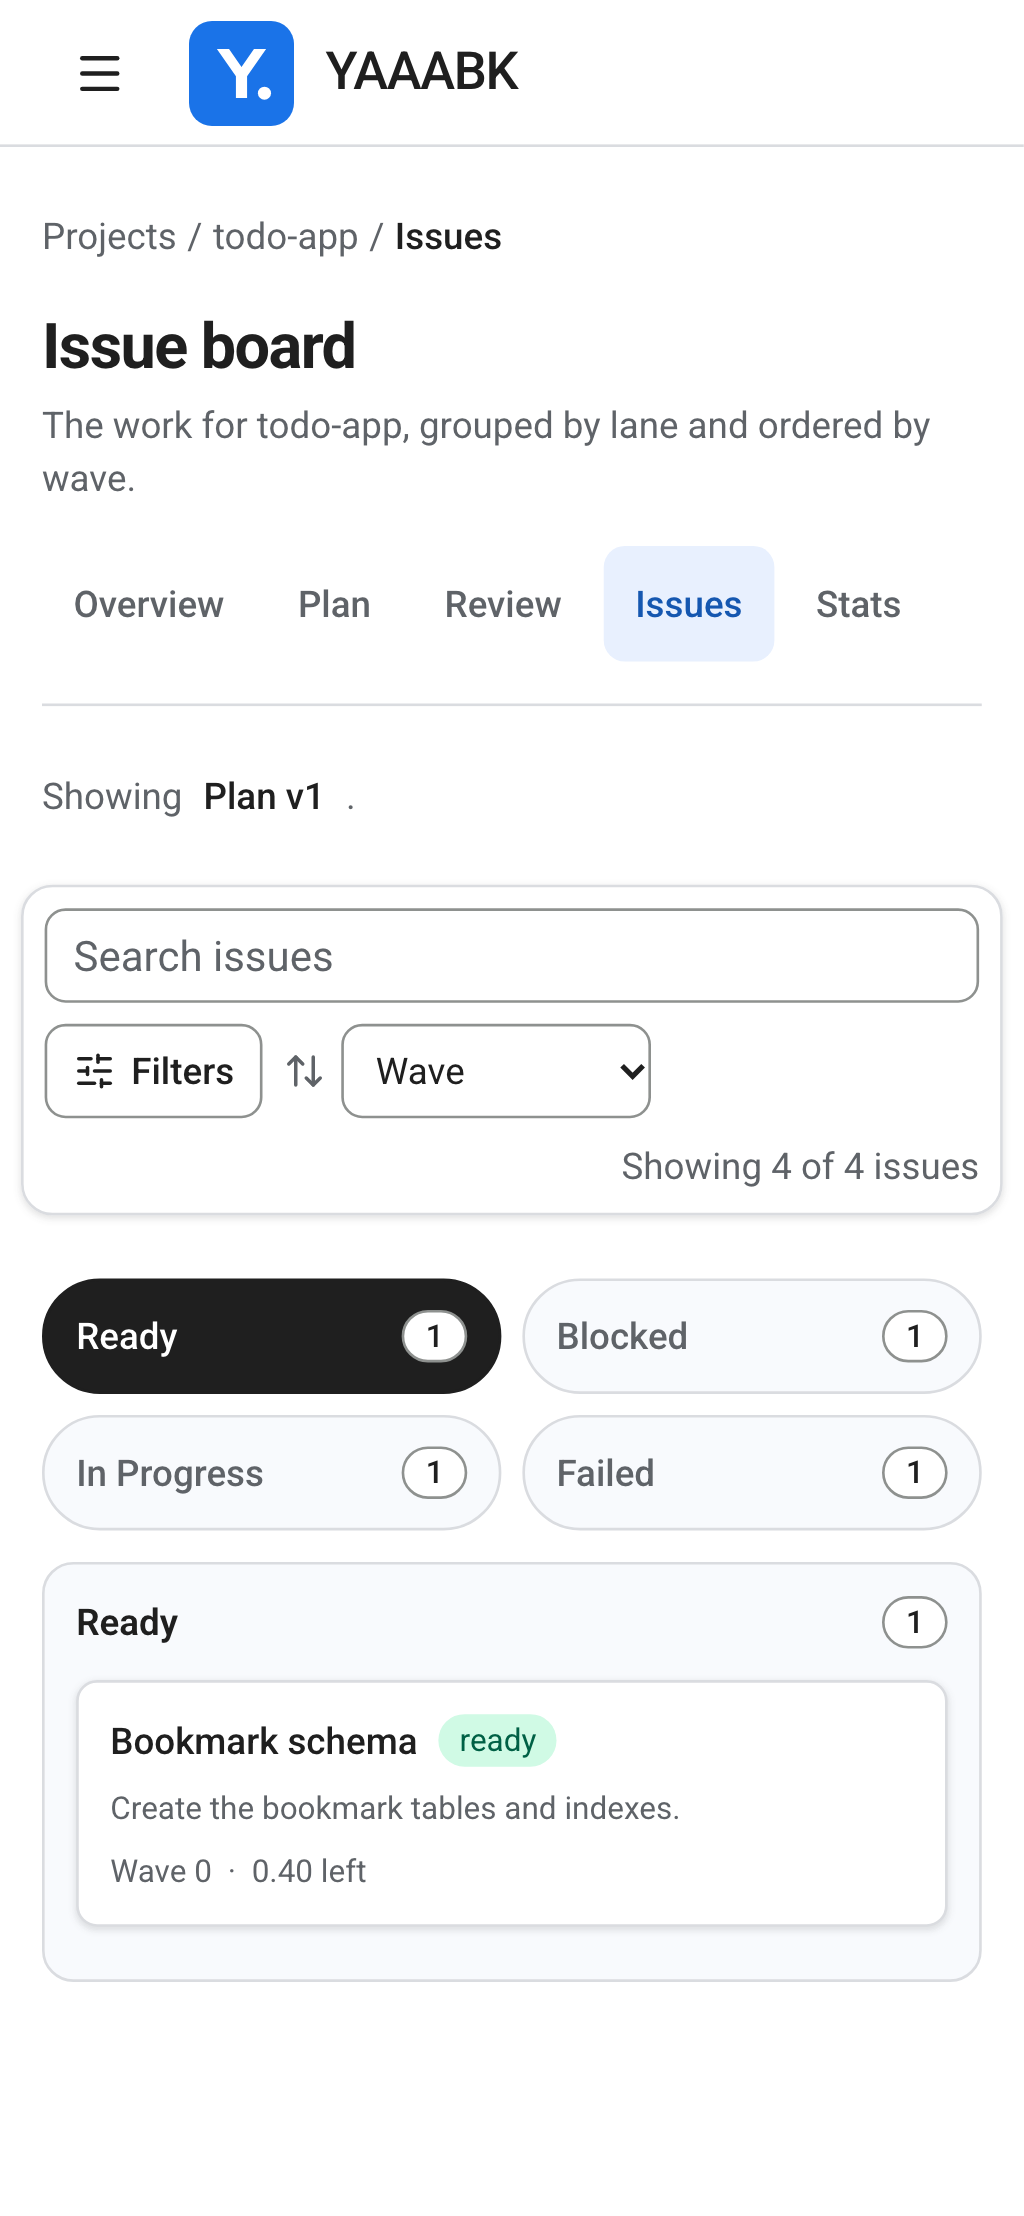 Y.
YAAABK
Projects / todo-app / Issues
Issue board
The work for todo-app, grouped by lane and ordered by
wave.
Overview Plan Review Issues Stats
Showing Plan v1 .
Search issues
Filters Wave
Showing 4 of 4 issues
Ready 1 Blocked 1
In Progress 1 Failed 1
Ready 1
Bookmark schema ready
Create the bookmark tables and indexes.
Wave 0 · 0.40 left